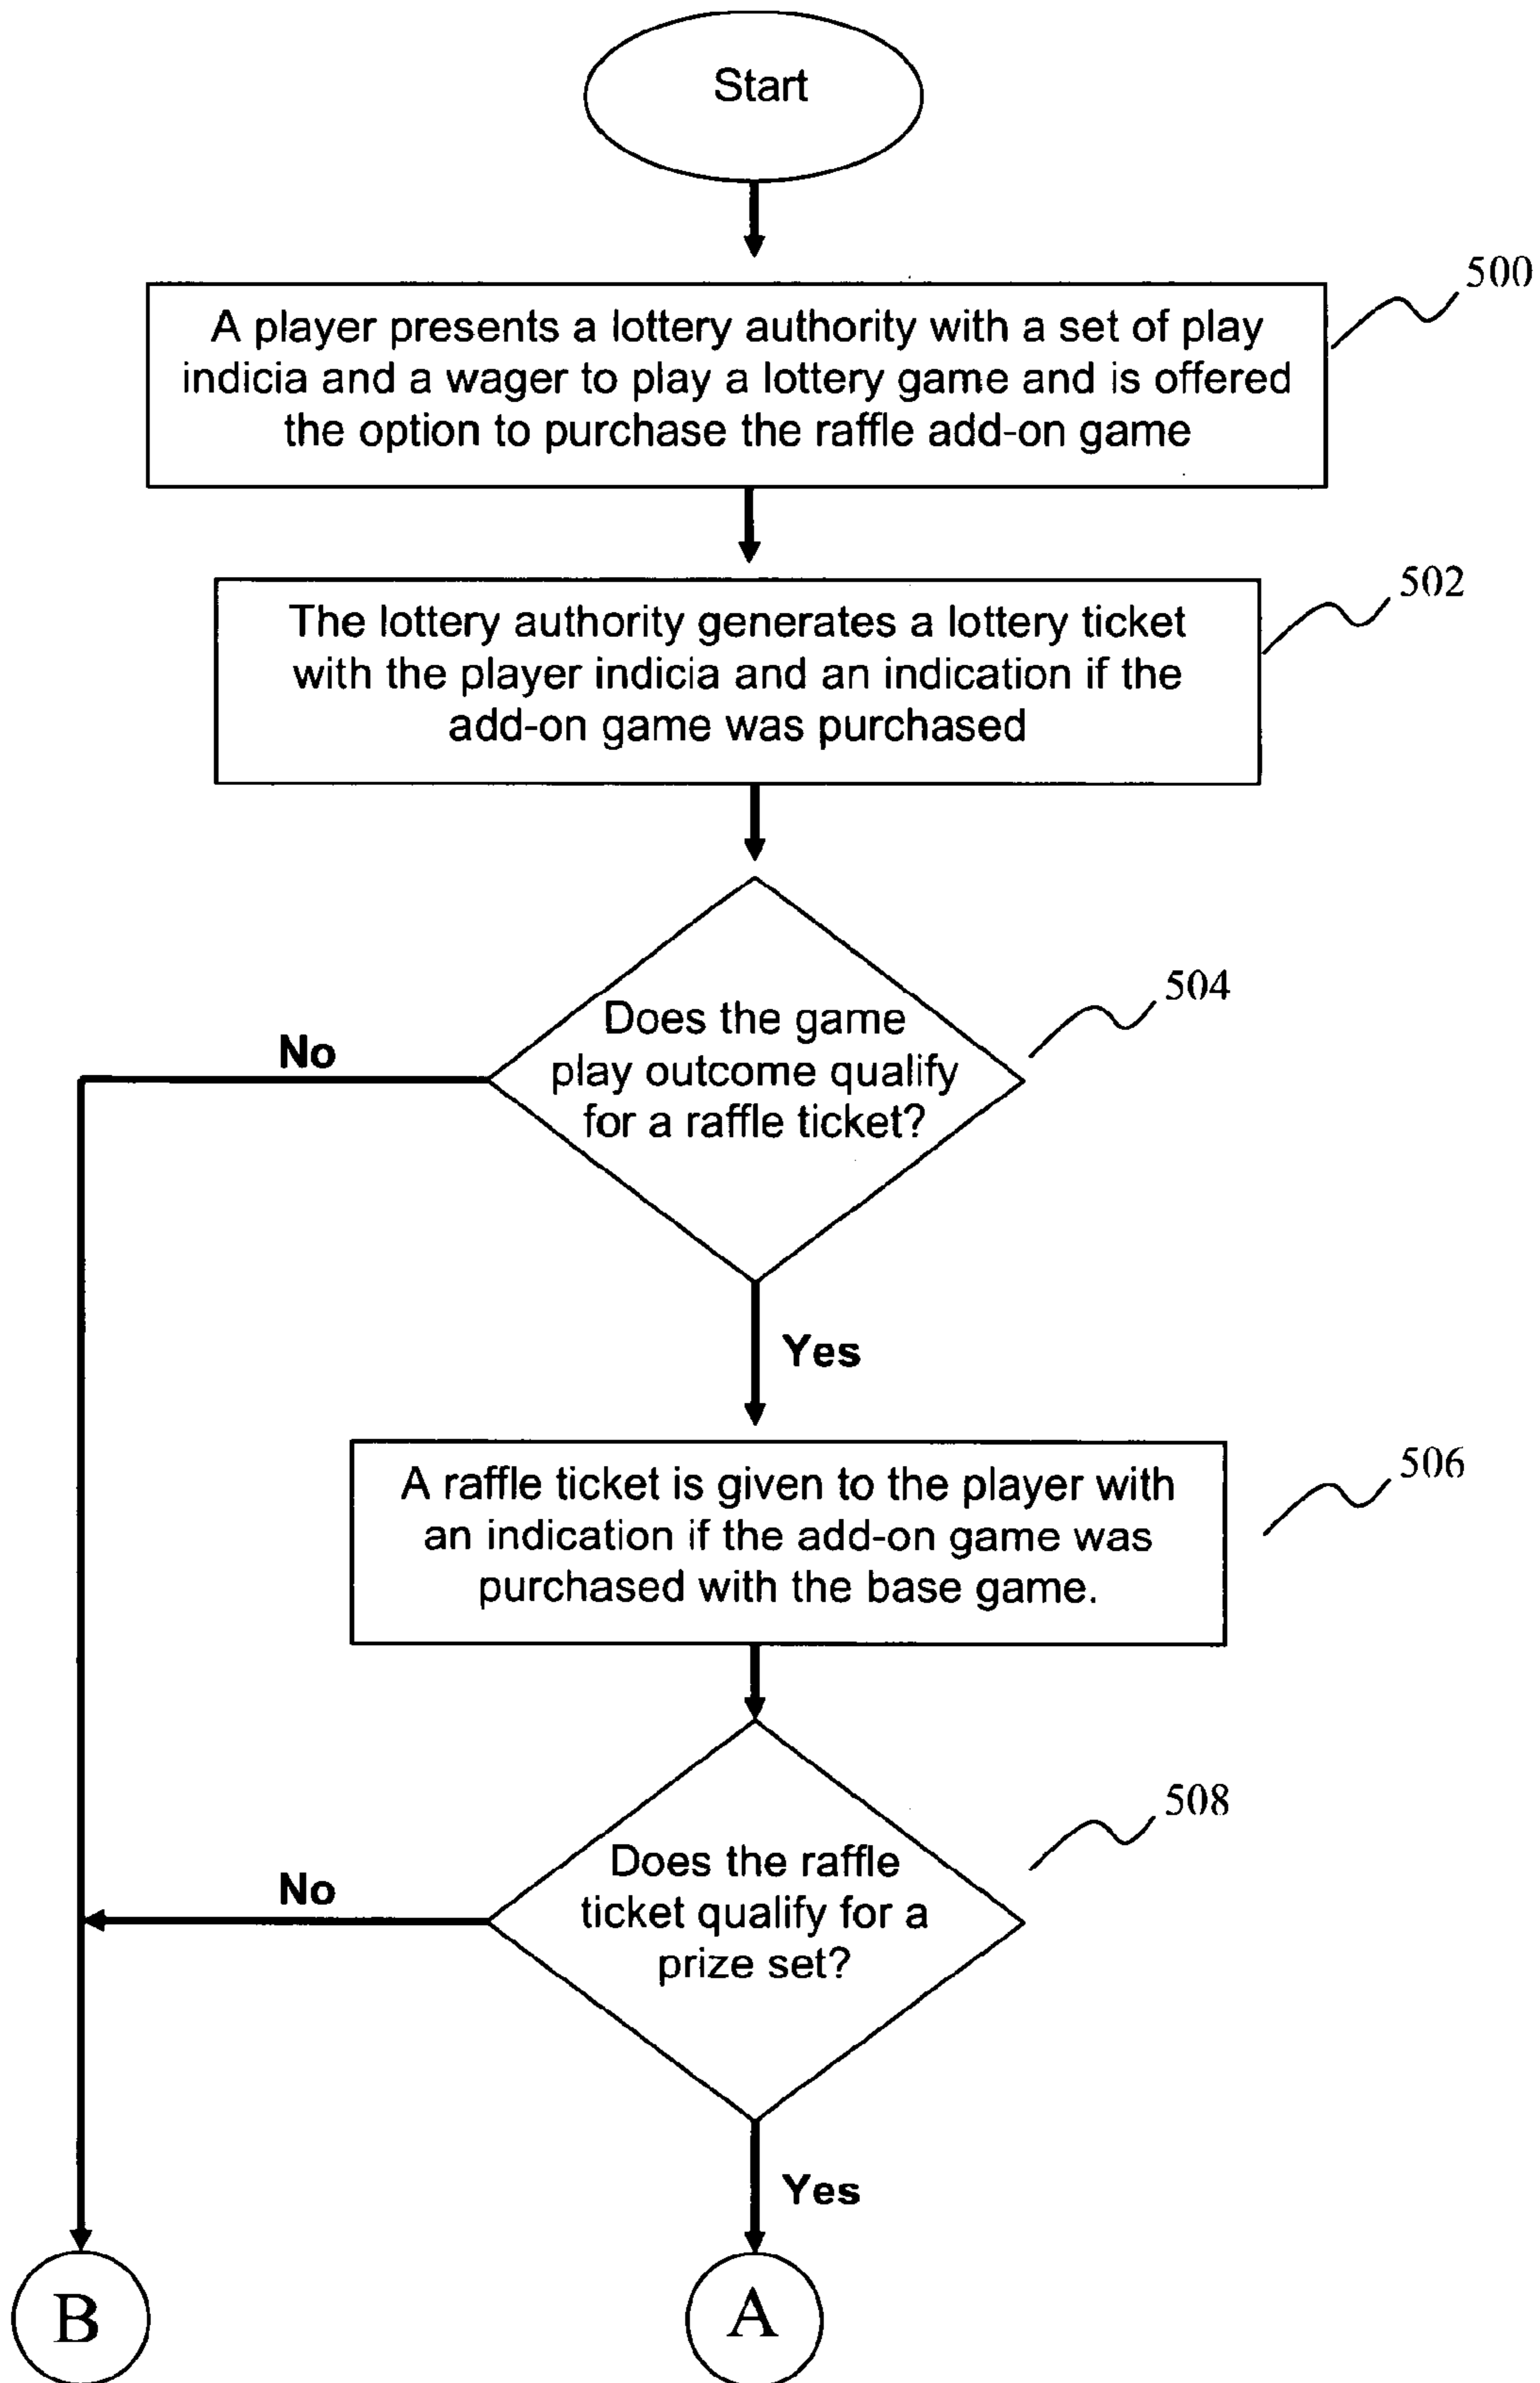 Start
500
A player presents a lottery authority with a set of play
indicia and a wager to play a lottery game and is offered
the option to purchase the raffle add-on game
502
The lottery authority generates a lottery ticket
with the player indicia and an indication if the
add-on game was purchased
504
Does the game
play outcome qualify
for a raffle ticket?
No
Yes
506
A raffle ticket is given to the player with
an indication if the add-on game was
purchased with the base game.
508
Does the raffle
ticket qualify for a
prize set?
No
Yes
B
A